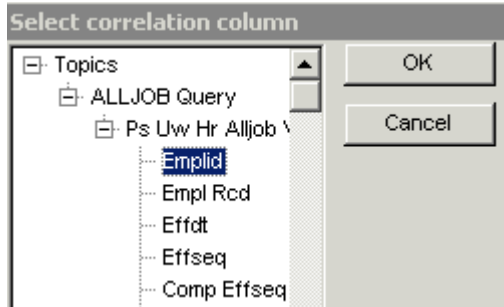 Select correlation column
Topics
ALLJOB Query
Ps Uw Hr Alljob
Emplid
Empl Rcd
Effdt
Effseq
Comp Effseq
OK
Cancel